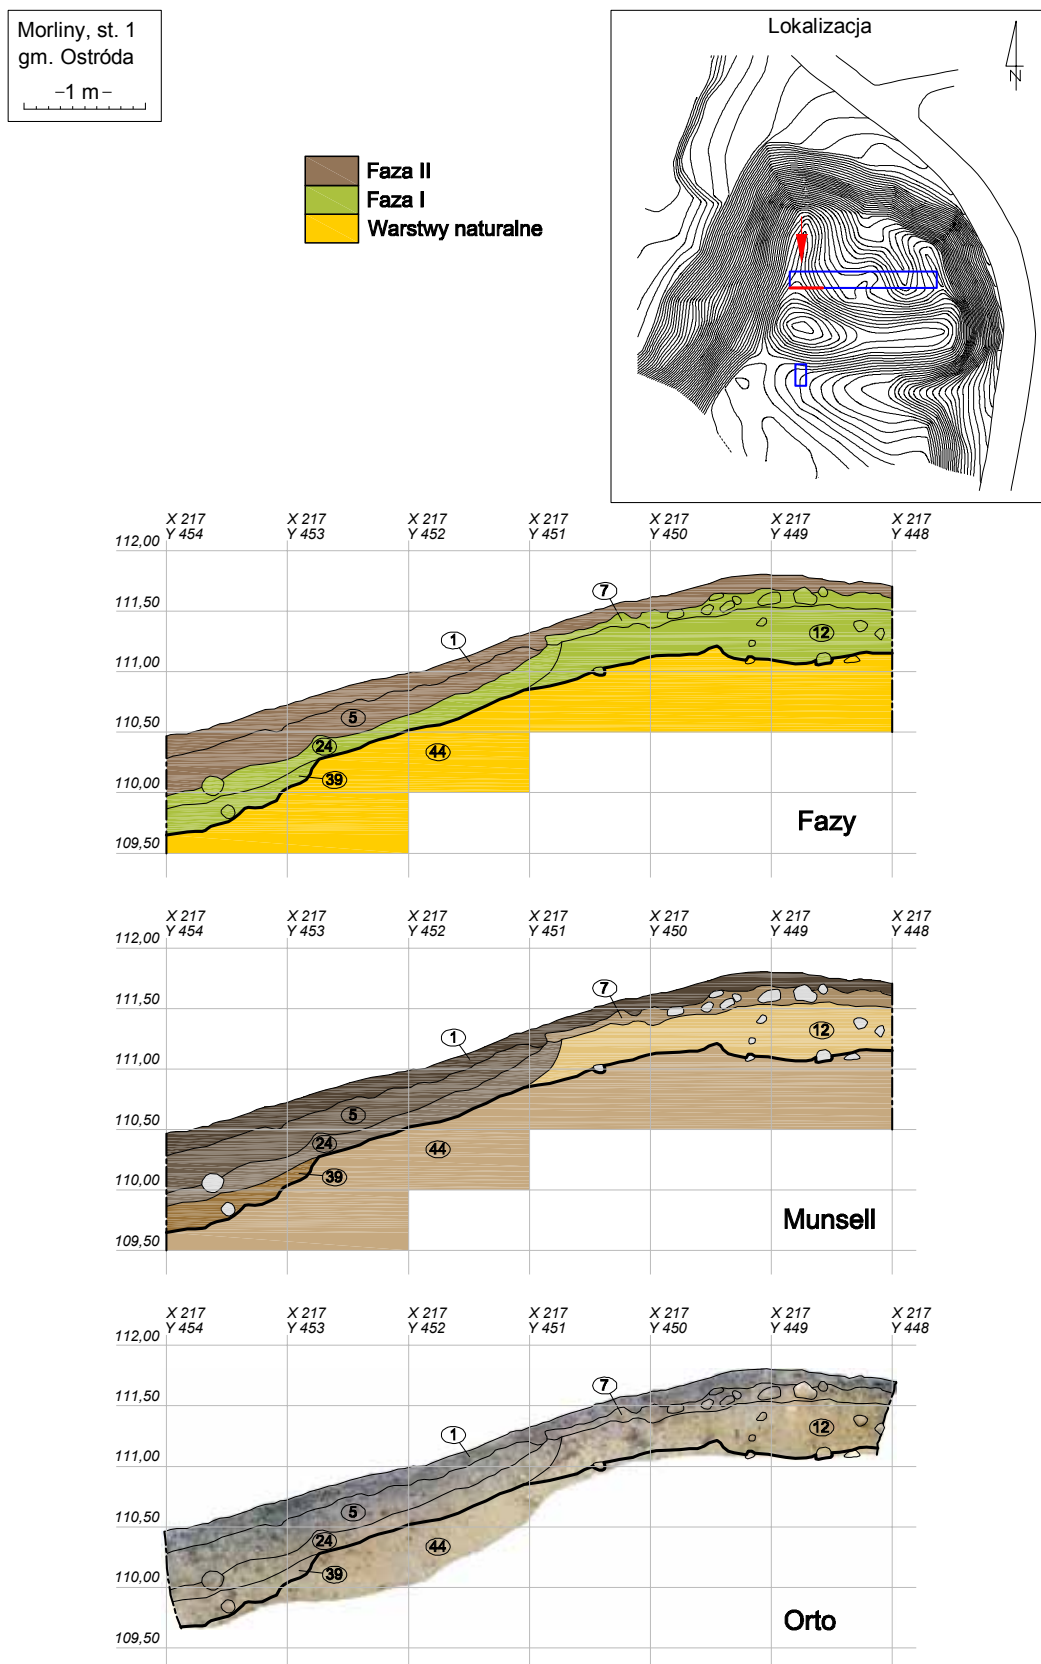 Morliny, st. 1
gm. Ostróda
1 m
Lokalizacja
N
Faza II
Faza I
Warstwy naturalne
X 217 X 217 X 217 X 217 X 217 X 217 X 217
Y 454 Y 453 Y 452 Y 451 Y 450 Y 449 Y 448
112,00
111,50
111,00
110,50
110,00
109,50
7
1
12
5
24
44
39
Fazy
X 217 X 217 X 217 X 217 X 217 X 217 X 217
Y 454 Y 453 Y 452 Y 451 Y 450 Y 449 Y 448
112,00
111,50
111,00
110,50
110,00
109,50
7
1
12
5
24
44
39
Munsell
X 217 X 217 X 217 X 217 X 217 X 217 X 217
Y 454 Y 453 Y 452 Y 451 Y 450 Y 449 Y 448
112,00
111,50
111,00
110,50
110,00
109,50
7
1
12
5
24
44
39
Orto